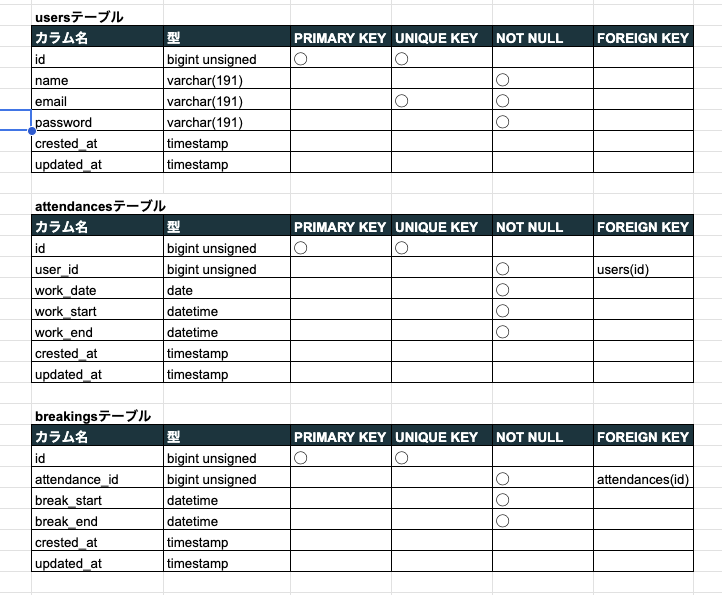 usersテーブル
カラム名 型 PRIMARY KEY UNIQUE KEY NOT NULL FOREIGN KEY
id bigint unsigned ○ ○
name varchar(191) ○
email varchar(191) ○ ○
password varchar(191) ○
crested_at timestamp
updated_at timestamp
attendancesテーブル
カラム名 型 PRIMARY KEY UNIQUE KEY NOT NULL FOREIGN KEY
id bigint unsigned ○ ○
user_id bigint unsigned ○ users(id)
work_date date ○
work_start datetime ○
work_end datetime ○
crested_at timestamp
updated_at timestamp
breakingsテーブル
カラム名 型 PRIMARY KEY UNIQUE KEY NOT NULL FOREIGN KEY
id bigint unsigned ○ ○
attendance_id bigint unsigned ○ attendances(id)
break_start datetime ○
break_end datetime ○
crested_at timestamp
updated_at timestamp